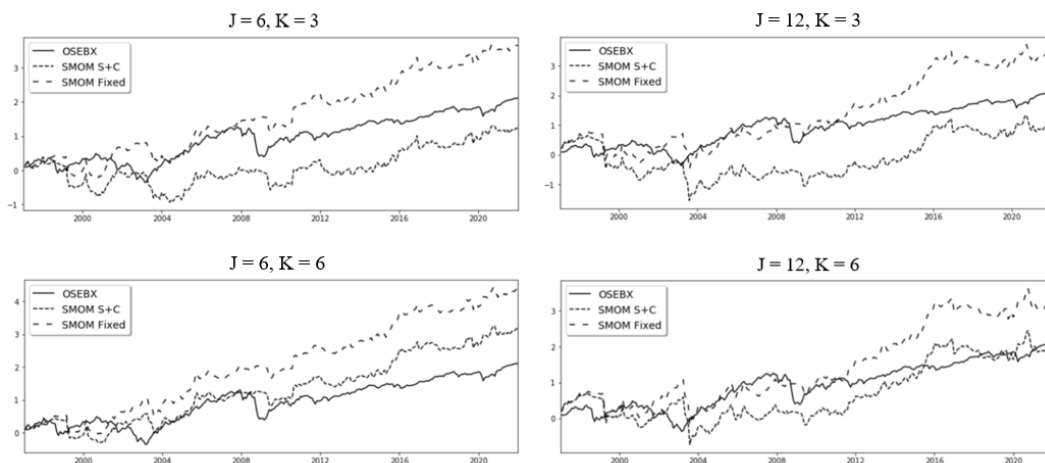 J = 6, K = 3
OSEBX
SMOM S+C
SMOM Fixed
3
2
1
0
−1
2000 2004 2008 2012 2016 2020
J = 12, K = 3
OSEBX
SMOM S+C
SMOM Fixed
3
2
1
0
−1
2000 2004 2008 2012 2016 2020
J = 6, K = 6
OSEBX
SMOM S+C
SMOM Fixed
4
3
2
1
0
2000 2004 2008 2012 2016 2020
J = 12, K = 6
OSEBX
SMOM S+C
SMOM Fixed
3
2
1
0
2000 2004 2008 2012 2016 2020